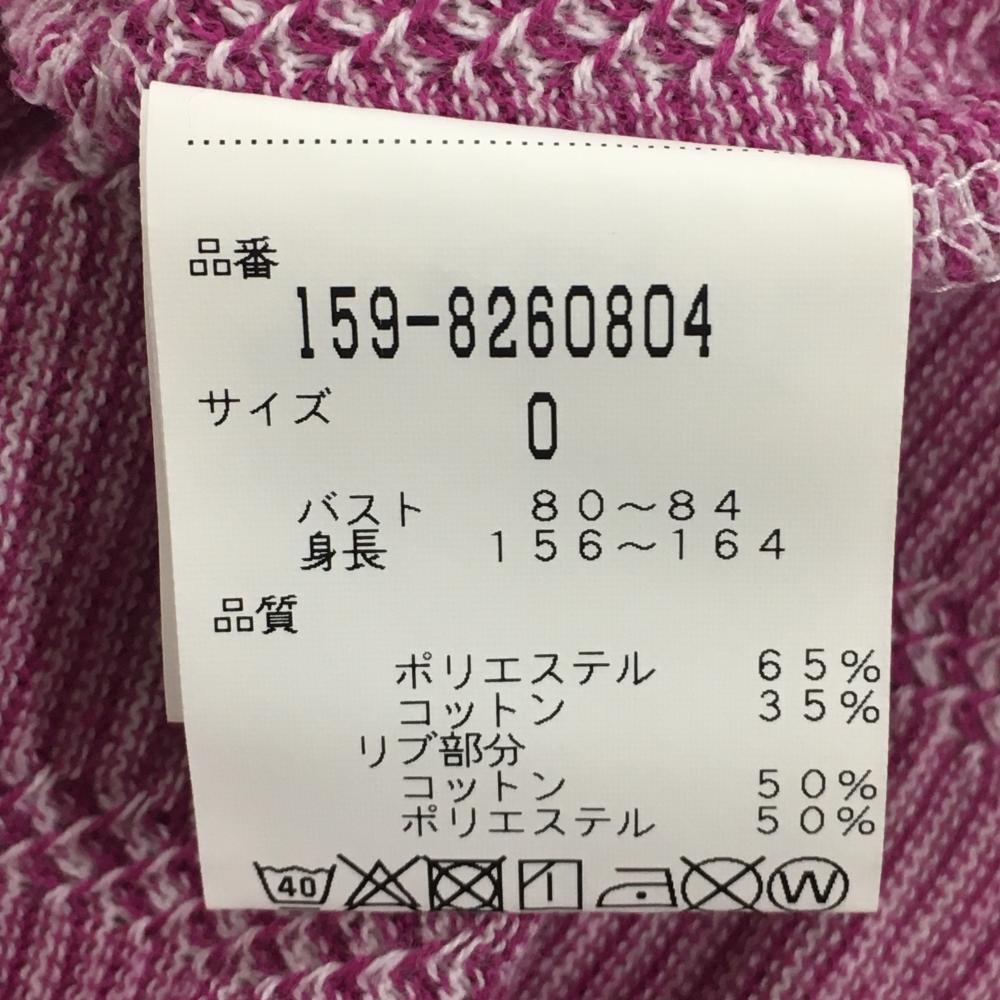 品番
159-8260804
サイズ 0
バスト 80～84
身長 156～164
品質
ポリエステル 65%
コットン 35%
リブ部分
コットン 50%
ポリエステル 50%
40 W